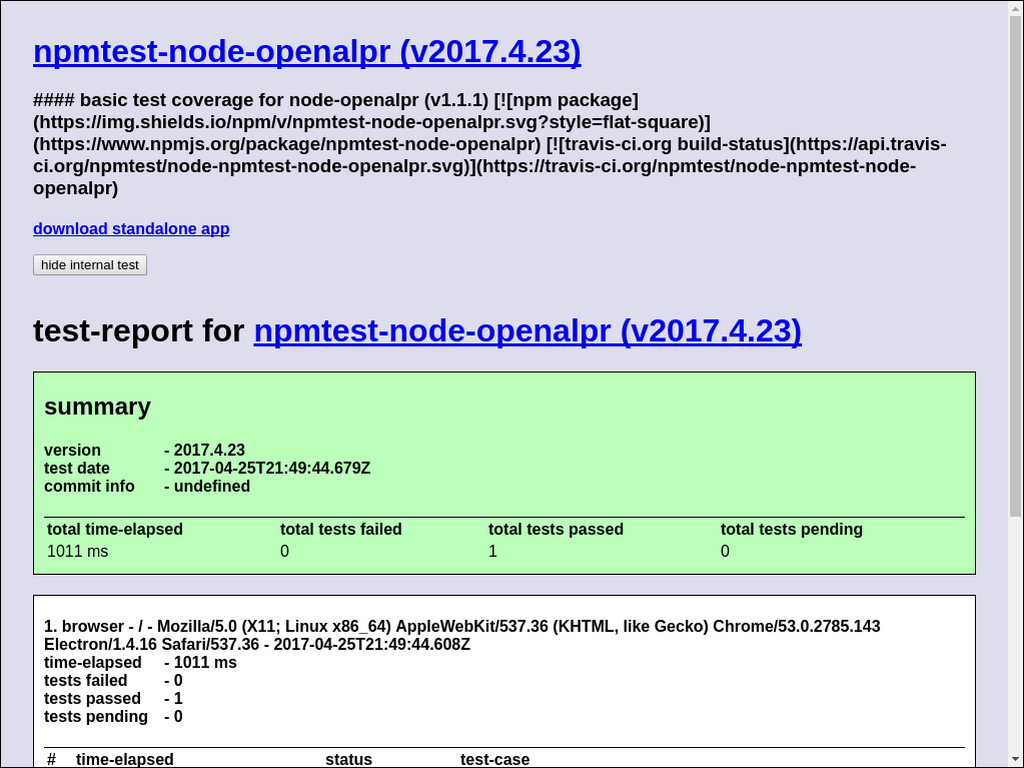 npmtest-node-openalpr (v2017.4.23)
#### basic test coverage for node-openalpr (v1.1.1) [![npm package]
(https://img.shields.io/npm/v/npmtest-node-openalpr.svg?style=flat-square)]
(https://www.npmjs.org/package/npmtest-node-openalpr) [![travis-ci.org build-status](https://api.travis-
ci.org/npmtest/node-npmtest-node-openalpr.svg)](https://travis-ci.org/npmtest/node-npmtest-node-
openalpr)
download standalone app
hide internal test
test-report for npmtest-node-openalpr (v2017.4.23)
summary
version - 2017.4.23
test date - 2017-04-25T21:49:44.679Z
commit info - undefined
total time-elapsed total tests failed total tests passed total tests pending
1011 ms 0 1 0
1. browser - / - Mozilla/5.0 (X11; Linux x86_64) AppleWebKit/537.36 (KHTML, like Gecko) Chrome/53.0.2785.143
Electron/1.4.16 Safari/537.36 - 2017-04-25T21:49:44.608Z
time-elapsed - 1011 ms
tests failed - 0
tests passed - 1
tests pending - 0
# time-elapsed status test-case